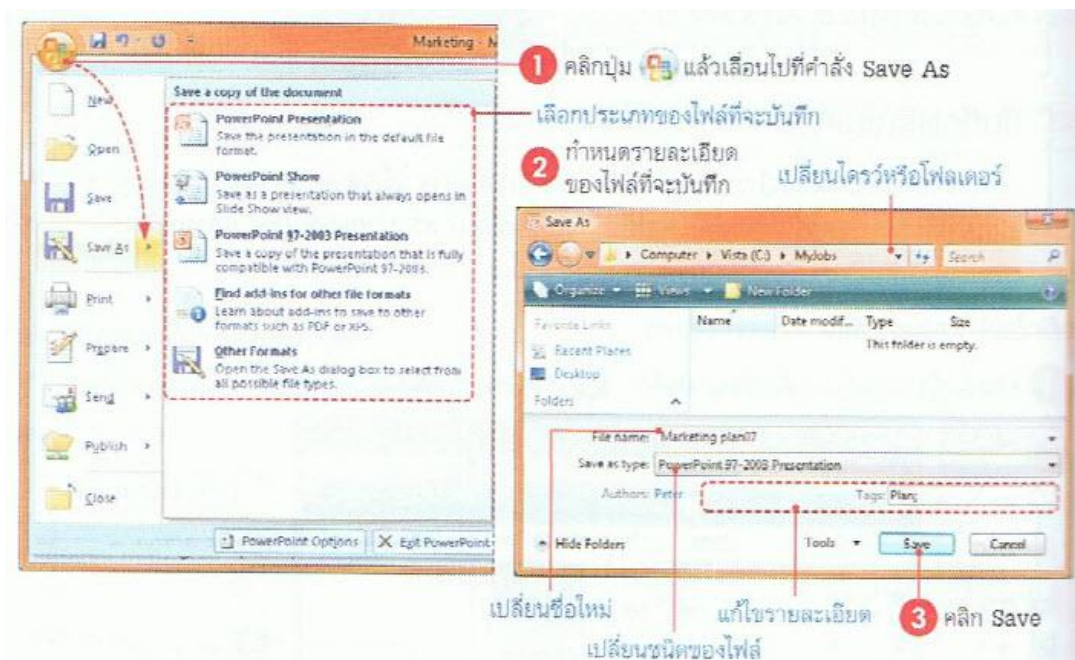 Marketing - M
1 คลิกปุ่ม แล้วเลื่อนไปที่คำสั่ง Save As
New
Open
Save
Save As
Print
Prepare
Send
Publish
Close
Save a copy of the document
PowerPoint Presentation
Save the presentation in the default file
format.
PowerPoint Show
Save as a presentation that always opens in
Slide Show view.
PowerPoint 97-2003 Presentation
Save a copy of the presentation that is fully
compatible with PowerPoint 97-2003.
Find add-ins for other file formats
Learn about add-ins to save to other
formats such as PDF or XPS.
Other Formats
Open the Save As dialog box to select from
all possible file types.
PowerPoint Options
Exit PowerPoint
เลือกประเภทของไฟล์ที่จะบันทึก
2 กำหนดรายละเอียด
ของไฟล์ที่จะบันทึก
เปลี่ยนไดรว์หรือโฟลเดอร์
Save As
Computer Vista (C:) MyJobs
Search
Organize Views New Folder
Favorite Links
Name Date modif... Type Size
This folder is empty.
Recent Places
Desktop
Folders
File name: Marketing plan07
Save as type: PowerPoint 97-2003 Presentation
Authors: Peter Tags: Plan;
Hide Folders Tools Save Cancel
เปลี่ยนชื่อใหม่
แก้ไขรายละเอียด
3 คลิก Save
เปลี่ยนชนิดของไฟล์